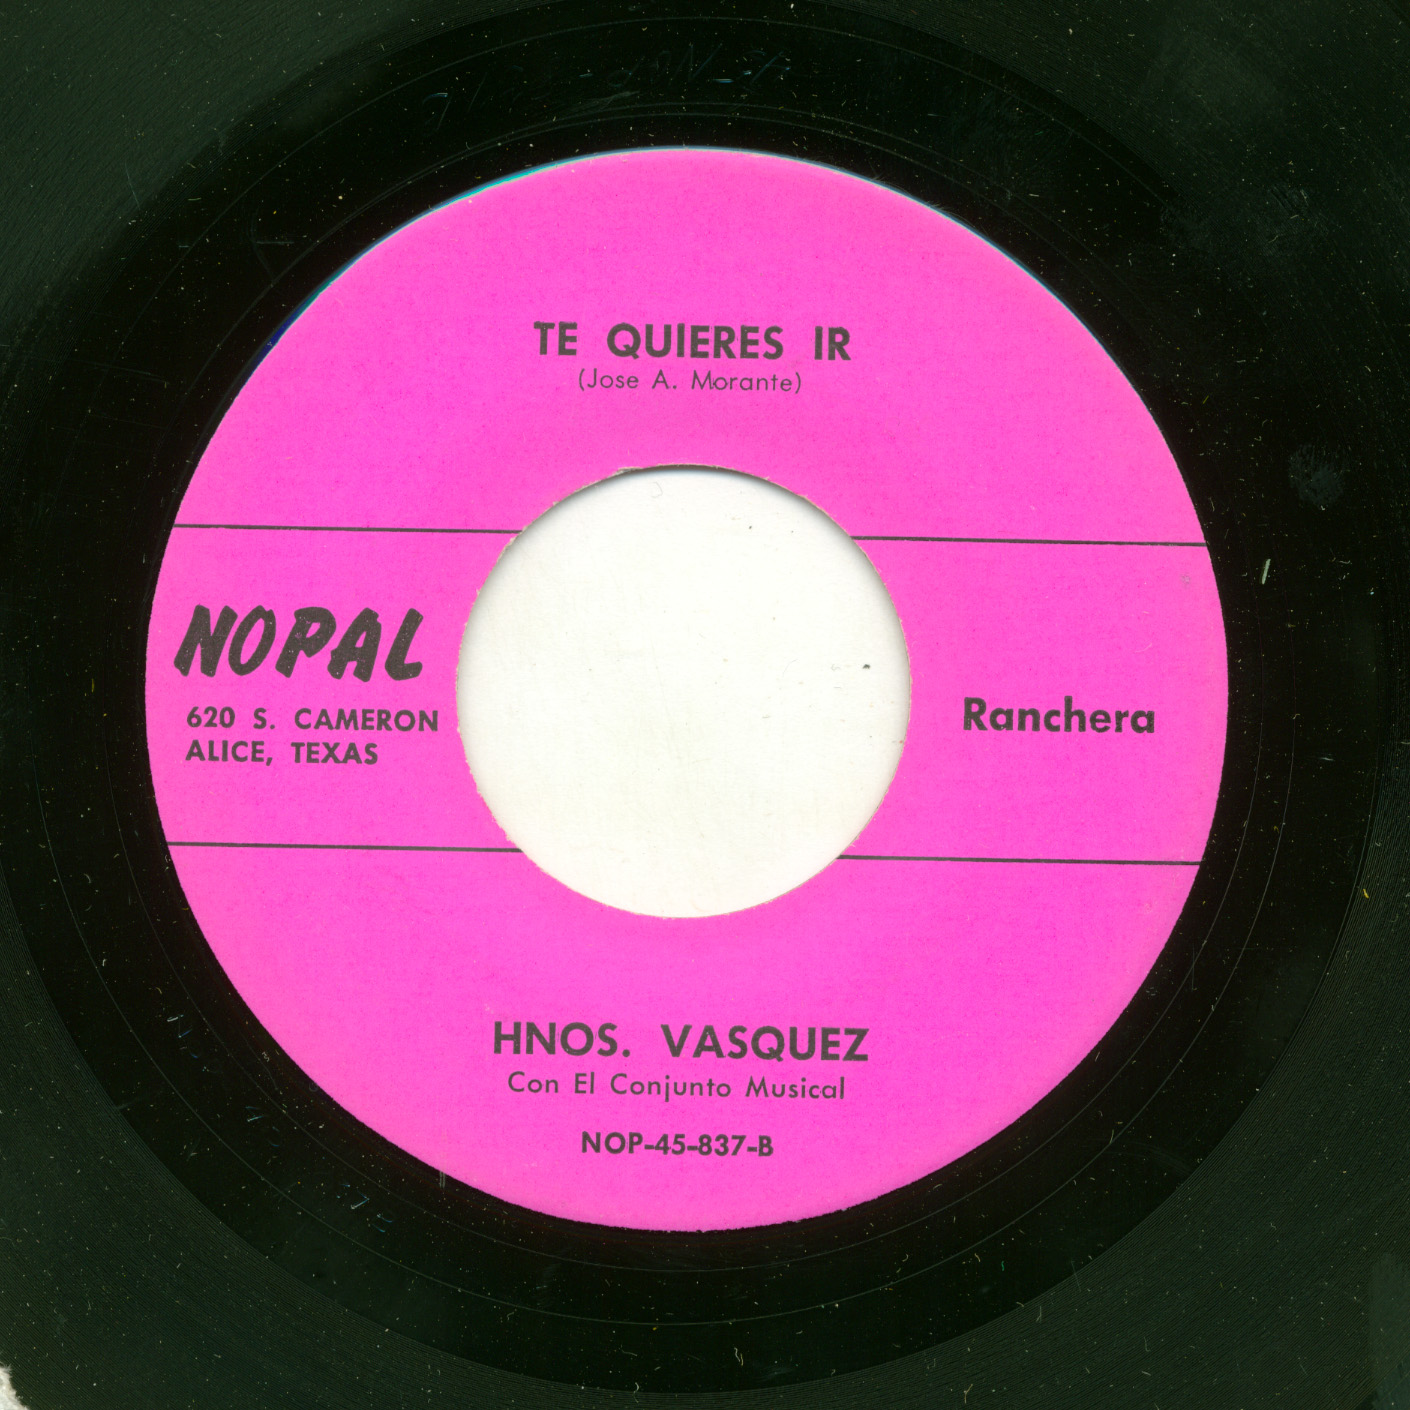 TE QUIERES IR
(Jose A. Morante)
NOPAL
620 S. CAMERON
ALICE, TEXAS
Ranchera
HNOS. VASQUEZ
Con El Conjunto Musical
NOP-45-837-B